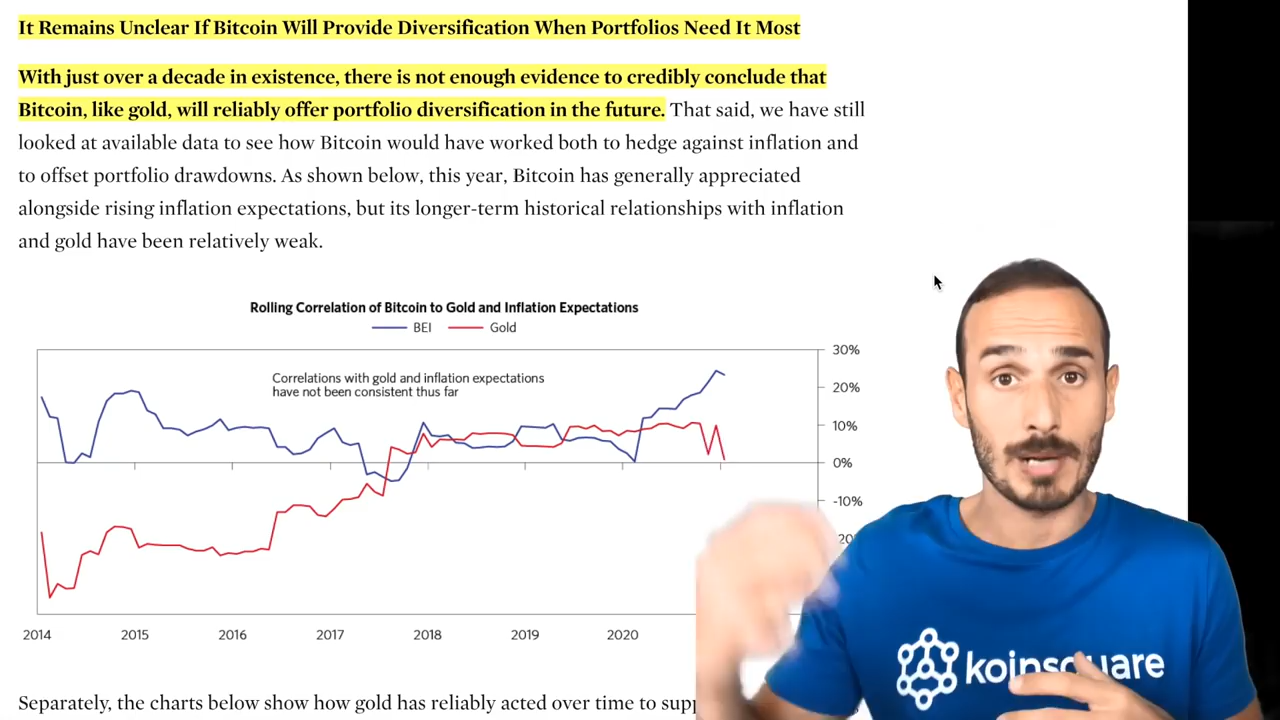 It Remains Unclear If Bitcoin Will Provide Diversification When Portfolios Need It Most
With just over a decade in existence, there is not enough evidence to credibly conclude that
Bitcoin, like gold, will reliably offer portfolio diversification in the future. That said, we have still
looked at available data to see how Bitcoin would have worked both to hedge against inflation and
to offset portfolio drawdowns. As shown below, this year, Bitcoin has generally appreciated
alongside rising inflation expectations, but its longer-term historical relationships with inflation
and gold have been relatively weak.
Rolling Correlation of Bitcoin to Gold and Inflation Expectations
BEI Gold
Correlations with gold and inflation expectations
have not been consistent thus far
30%
20%
10%
0%
-10%
2014 2015 2016 2017 2018 2019 2020
koinsquare
Separately, the charts below show how gold has reliably acted over time to